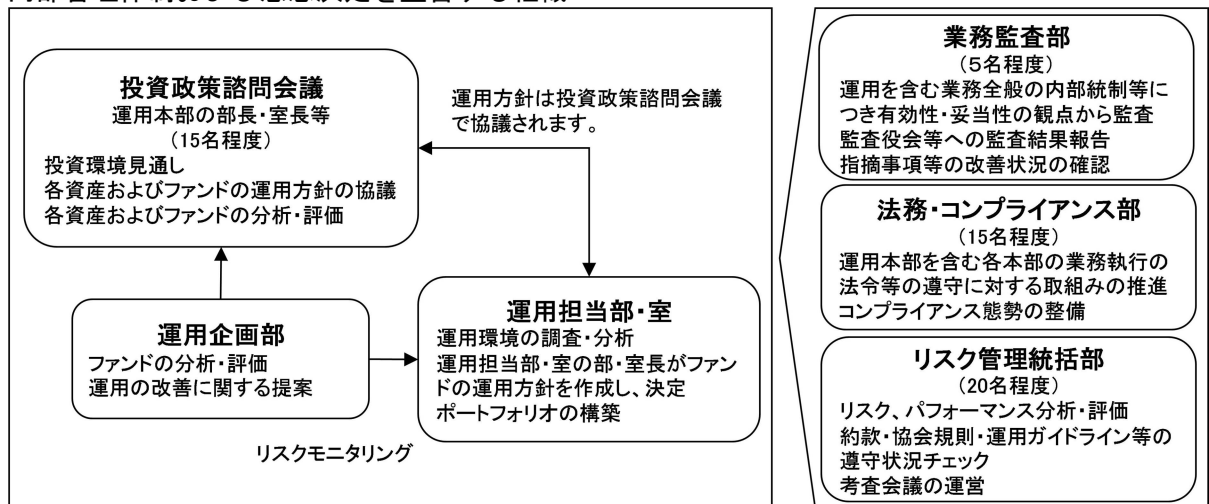 投資政策諮問会議
運用本部の部長・室長等
（15名程度）
投資環境見通し
各資産およびファンドの運用方針の協議
各資産およびファンドの分析・評価
運用方針は投資政策諮問会議
で協議されます。
運用企画部
ファンドの分析・評価
運用の改善に関する提案
運用担当部・室
運用環境の調査・分析
運用担当部・室の部・室長がファン
ドの運用方針を作成し、決定
ポートフォリオの構築
リスクモニタリング
業務監査部
（5名程度）
運用を含む業務全般の内部統制等に
つき有効性・妥当性の観点から監査
監査役会等への監査結果報告
指摘事項等の改善状況の確認
法務・コンプライアンス部
（15名程度）
運用本部を含む各本部の業務執行の
法令等の遵守に対する取組みの推進
コンプライアンス態勢の整備
リスク管理統括部
（20名程度）
リスク、パフォーマンス分析・評価
約款・協会規則・運用ガイドライン等の
遵守状況チェック
考査会議の運営